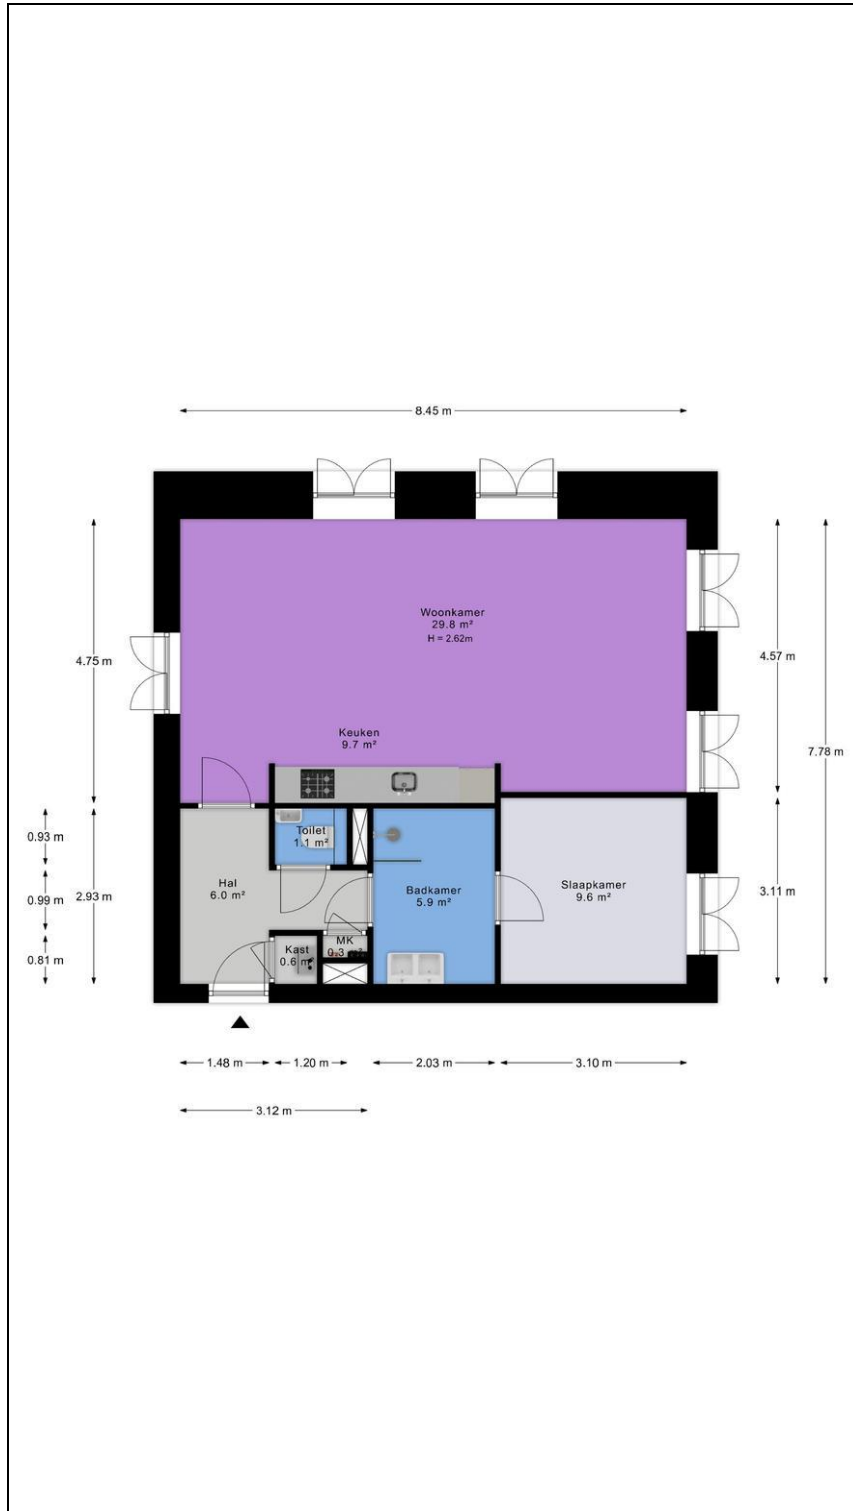 8.45 m
Woonkamer
29.8 m²
H = 2.62m
4.75 m
4.57 m
7.78 m
Keuken
9.7 m²
Toilet
1.1 m²
0.93 m
Hal
6.0 m²
Badkamer
5.9 m²
Slaapkamer
9.6 m²
2.93 m
0.99 m
3.11 m
MK
0.3 m²
Kast
0.6 m²
0.81 m
1.48 m
1.20 m
2.03 m
3.10 m
3.12 m